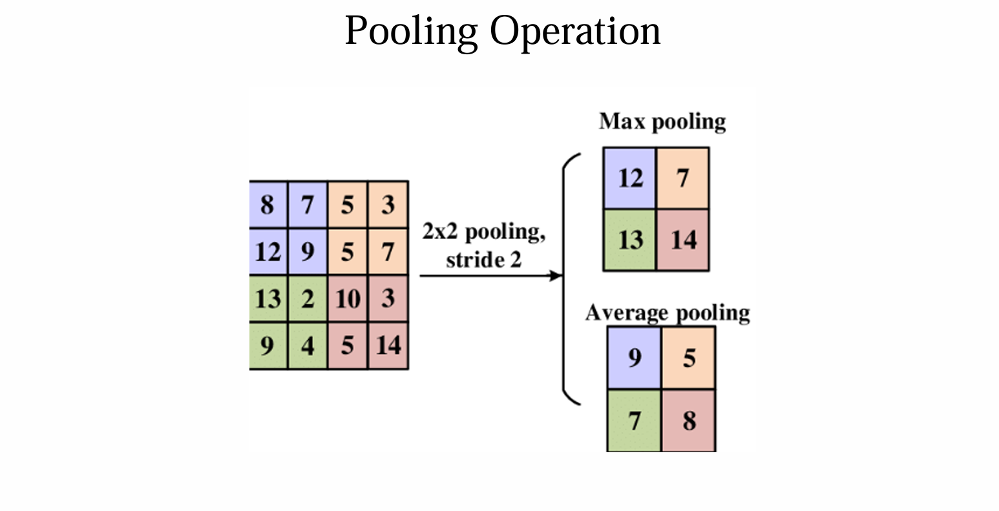 Pooling Operation
Max pooling
12 7
13 14
8 7 5 3
12 9 5 7
13 2 10 3
9 4 5 14
2x2 pooling,
stride 2
Average pooling
9 5
7 8